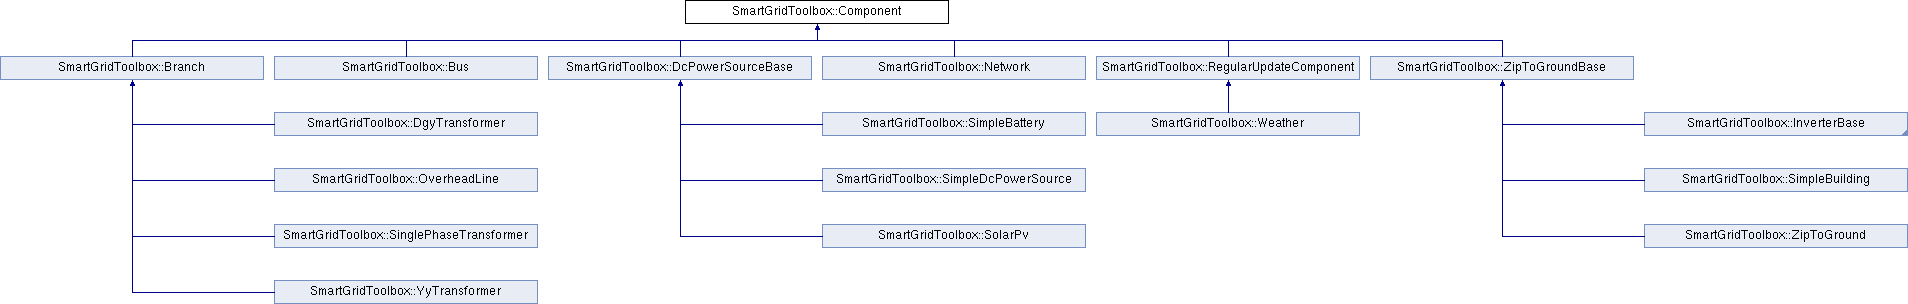 SmartGridToolbox::Component
SmartGridToolbox::Branch
SmartGridToolbox::Bus
SmartGridToolbox::DcPowerSourceBase
SmartGridToolbox::Network
SmartGridToolbox::RegularUpdateComponent
SmartGridToolbox::ZipToGroundBase
SmartGridToolbox::DgyTransformer
SmartGridToolbox::SimpleBattery
SmartGridToolbox::Weather
SmartGridToolbox::InverterBase
SmartGridToolbox::OverheadLine
SmartGridToolbox::SimpleDcPowerSource
SmartGridToolbox::SimpleBuilding
SmartGridToolbox::SinglePhaseTransformer
SmartGridToolbox::SolarPv
SmartGridToolbox::ZipToGround
SmartGridToolbox::YyTransformer